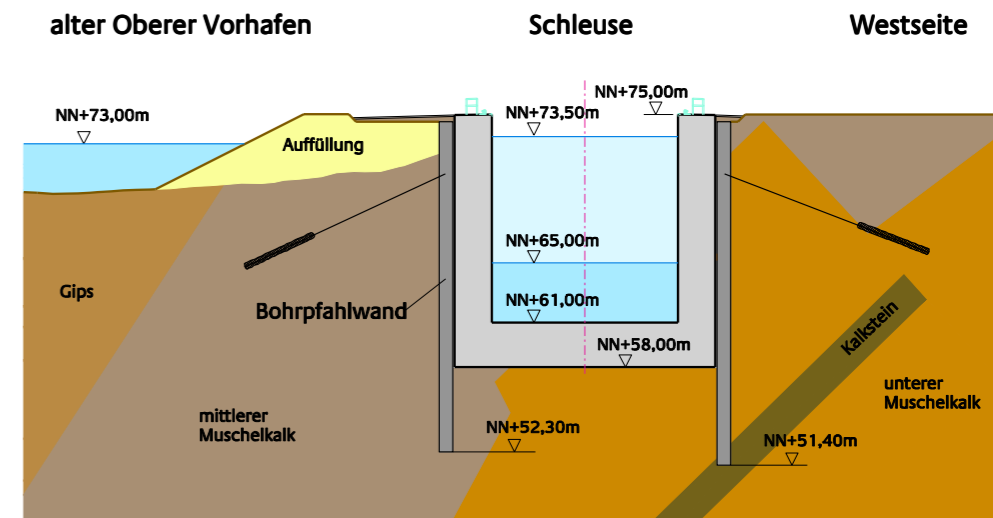 alter Oberer Vorhafen
Schleuse
Westseite
NN+75,00m
NN+73,00m
NN+73,50m
Auffüllung
NN+65,00m
Gips
NN+61,00m
Bohrpfahlwand
Kalkstein
NN+58,00m
unterer
Muschelkalk
mittlerer
Muschelkalk
NN+52,30m
NN+51,40m